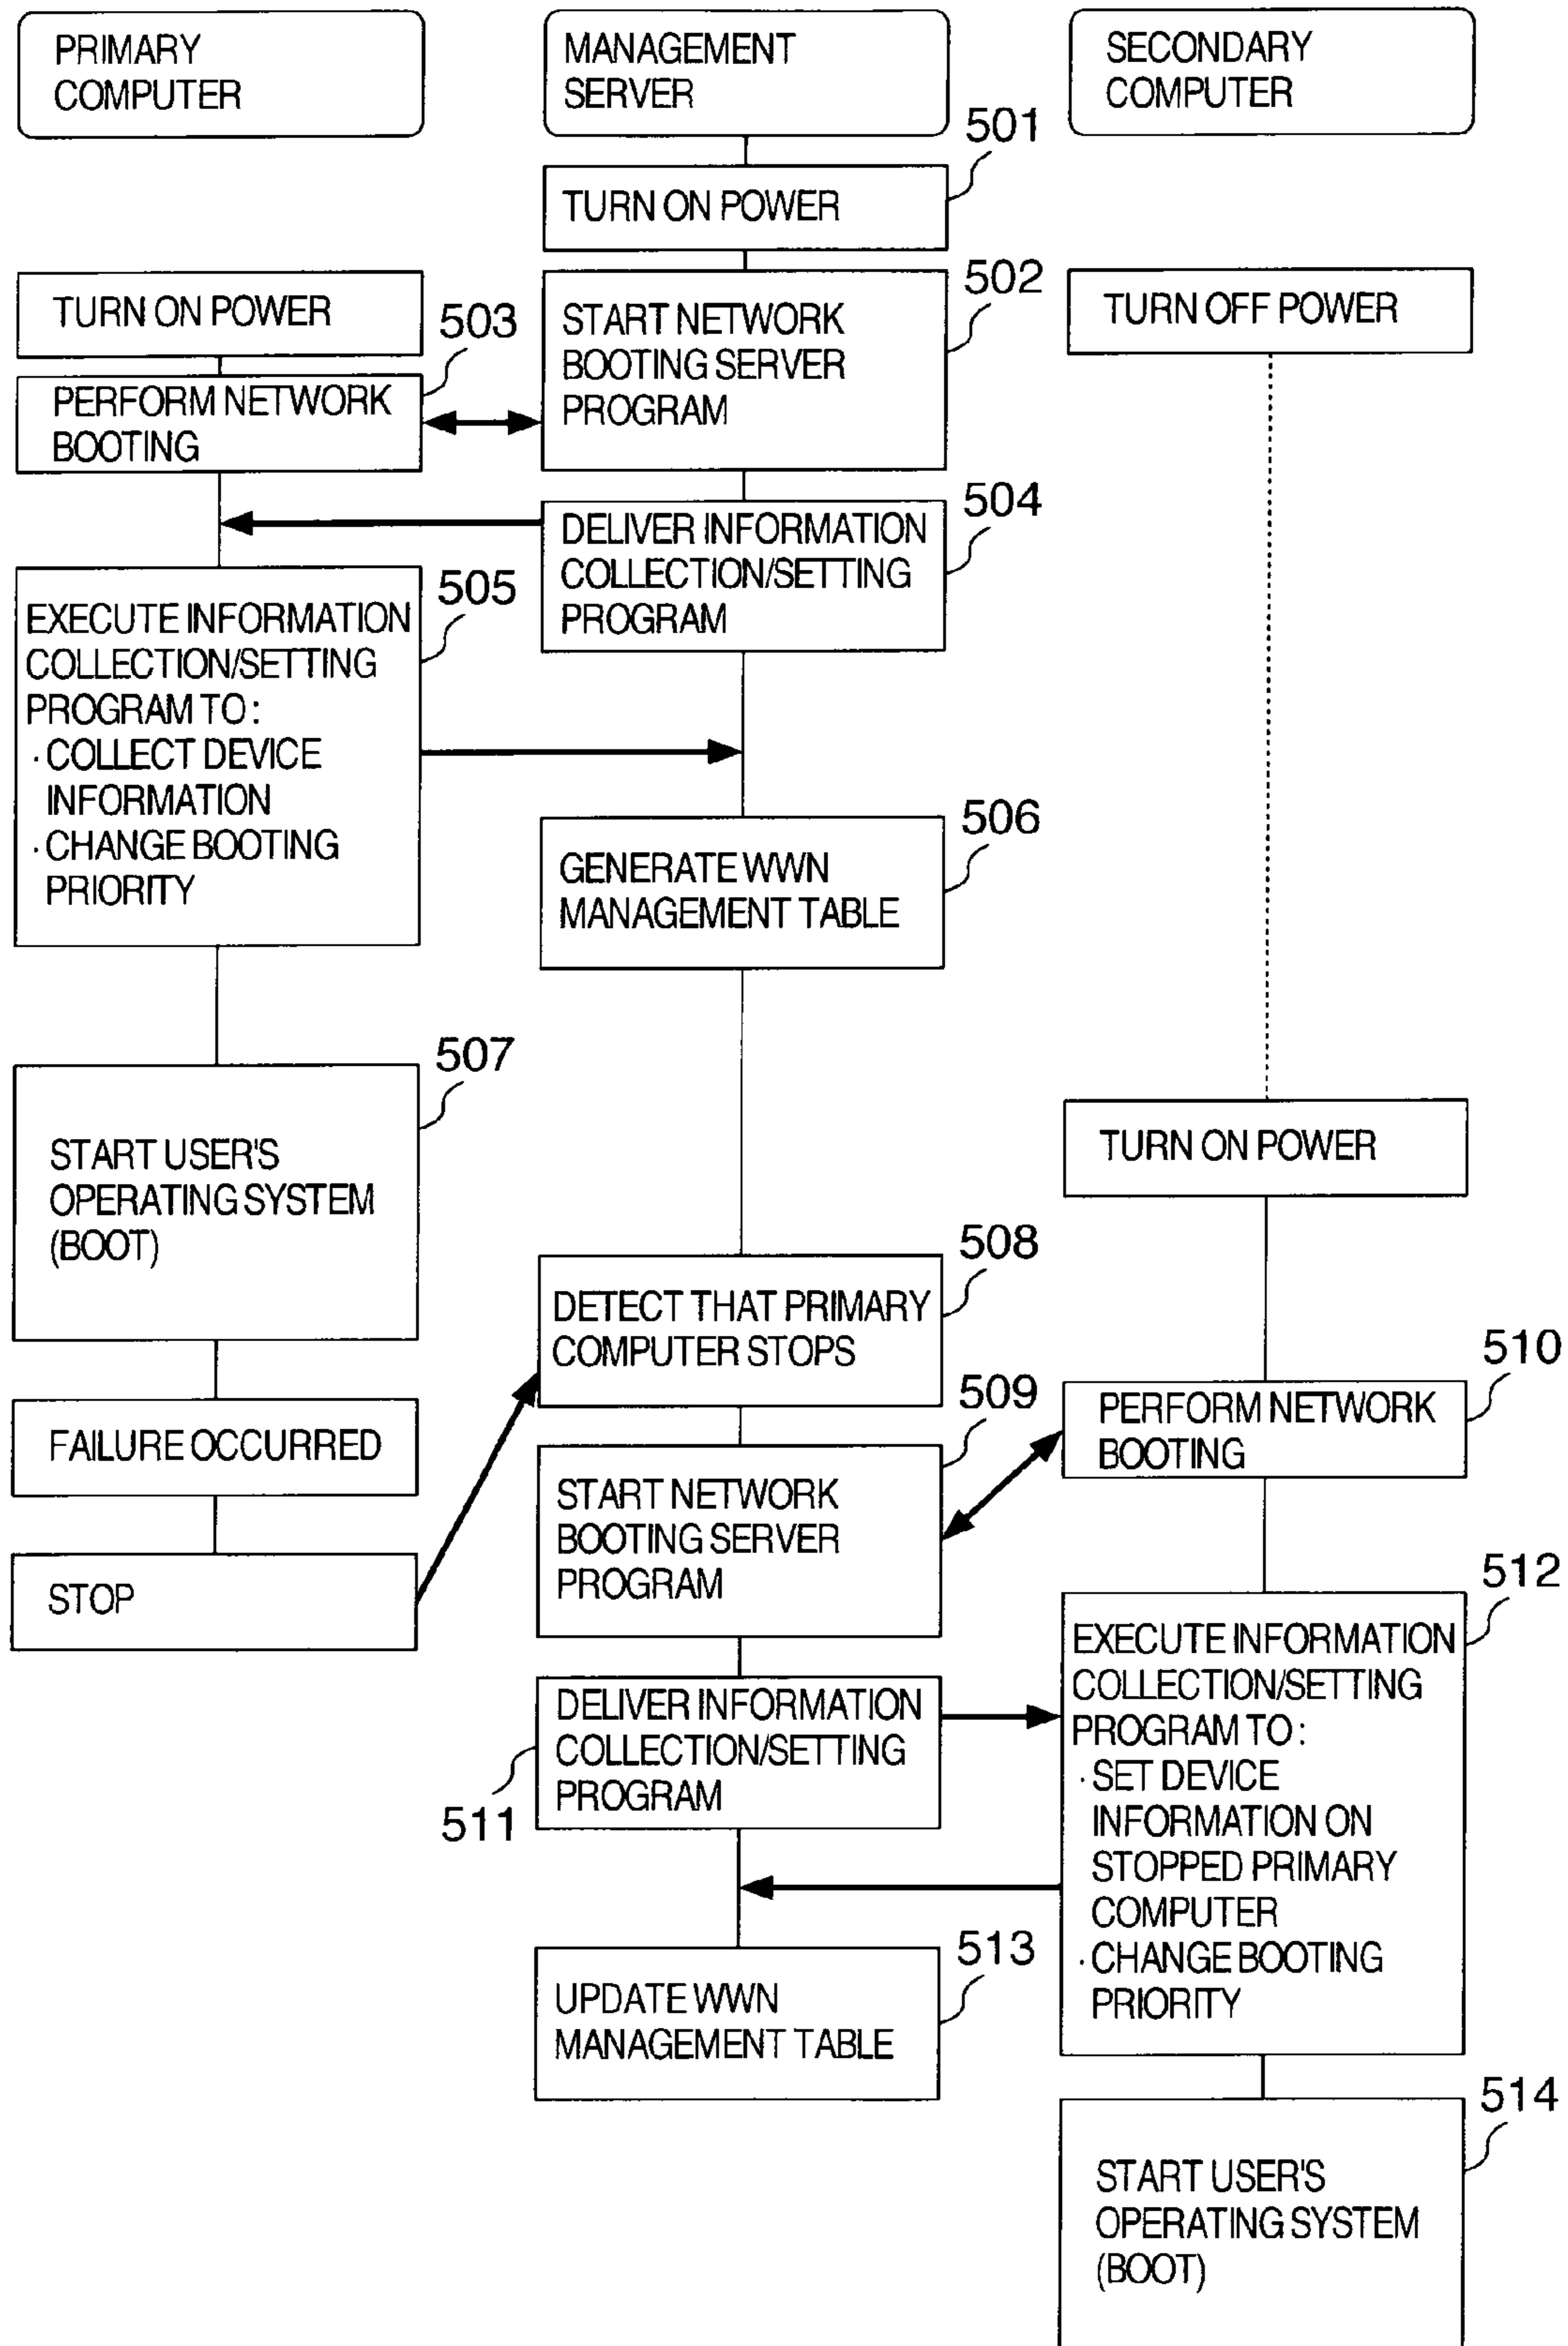 PRIMARY
COMPUTER
MANAGEMENT
SERVER
SECONDARY
COMPUTER
501
TURN ON POWER
TURN ON POWER
503
PERFORM NETWORK
BOOTING
502
START NETWORK
BOOTING SERVER
PROGRAM
TURN OFF POWER
504
DELIVER INFORMATION
COLLECTION/SETTING
PROGRAM
505
EXECUTE INFORMATION
COLLECTION/SETTING
PROGRAM TO:
· COLLECT DEVICE
INFORMATION
· CHANGE BOOTING
PRIORITY
506
GENERATE WWN
MANAGEMENT TABLE
507
START USER'S
OPERATING SYSTEM
(BOOT)
TURN ON POWER
508
DETECT THAT PRIMARY
COMPUTER STOPS
FAILURE OCCURRED
STOP
509
START NETWORK
BOOTING SERVER
PROGRAM
510
PERFORM NETWORK
BOOTING
511
DELIVER INFORMATION
COLLECTION/SETTING
PROGRAM
512
EXECUTE INFORMATION
COLLECTION/SETTING
PROGRAM TO:
· SET DEVICE
INFORMATION ON
STOPPED PRIMARY
COMPUTER
· CHANGE BOOTING
PRIORITY
513
UPDATE WWN
MANAGEMENT TABLE
514
START USER'S
OPERATING SYSTEM
(BOOT)